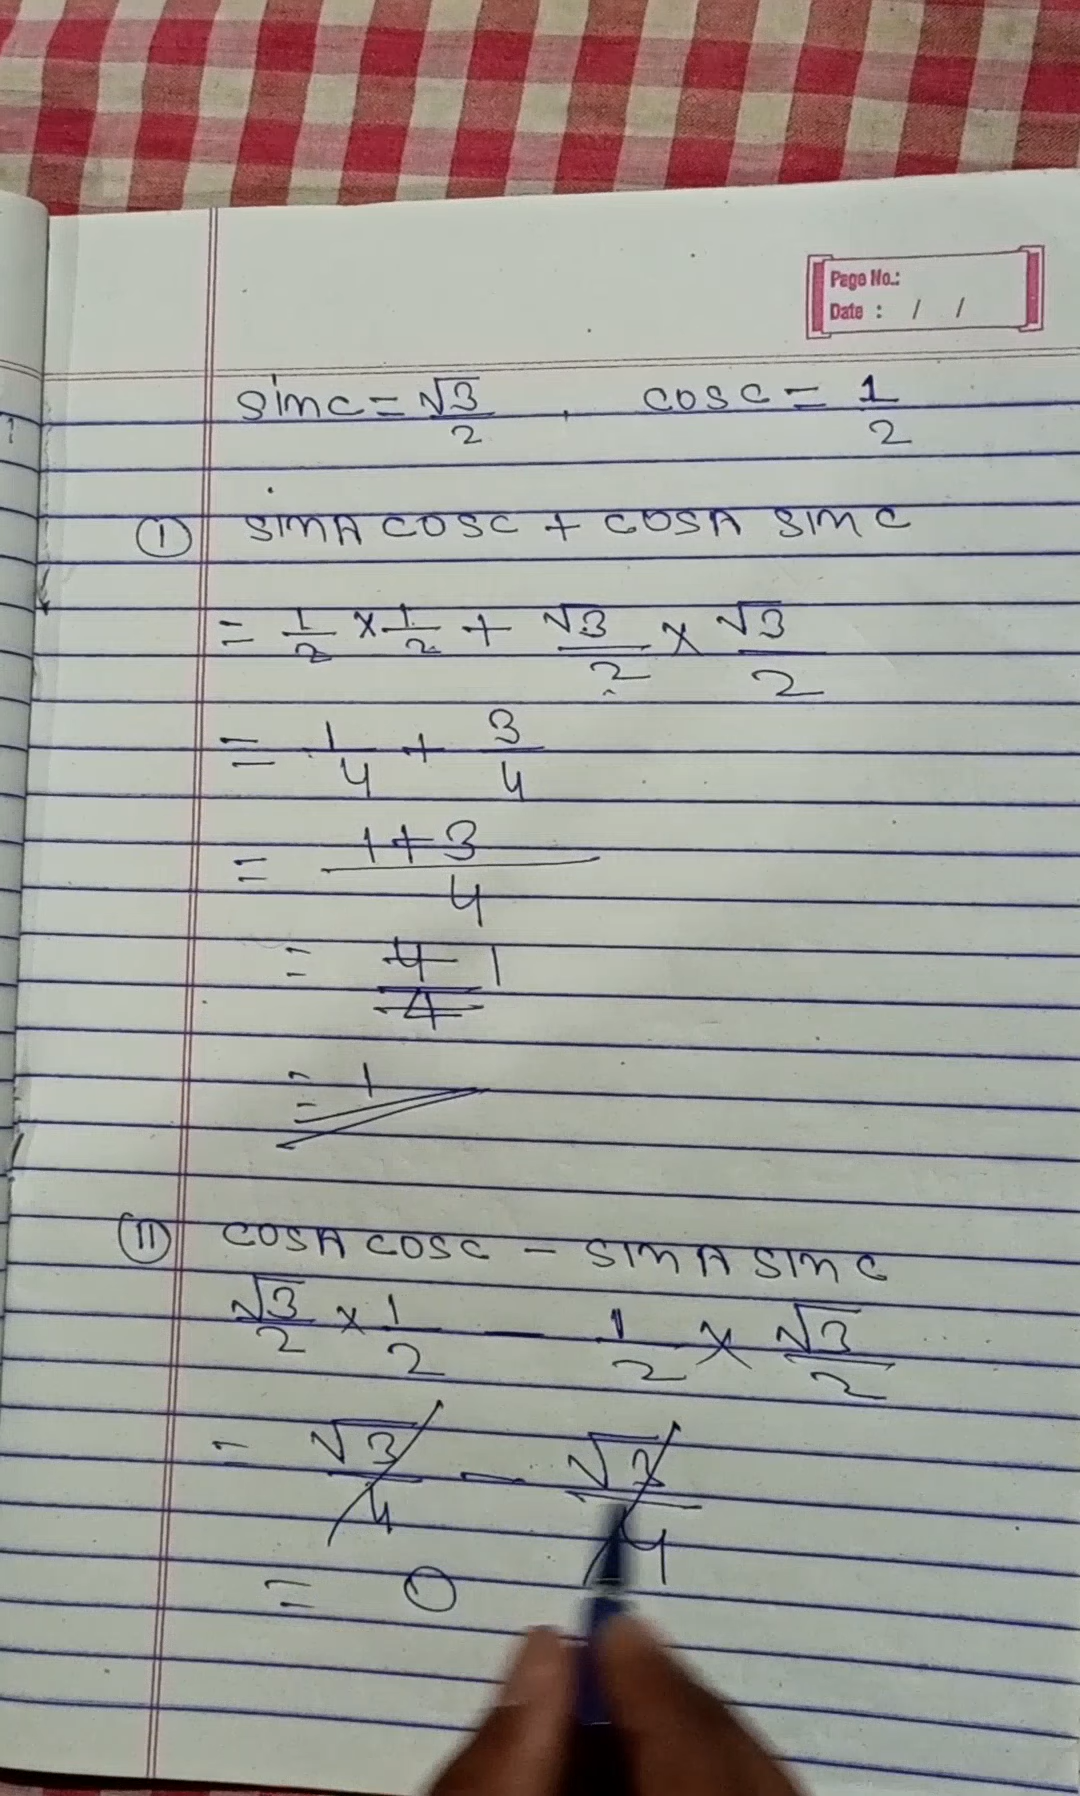 Page No.:
Date : / /
sinc = √3/2 , cosc = 1/2
(I) sinA cosc + cosA sinc
= 1/2 × 1/2 + √3/2 × √3/2
= 1/4 + 3/4
= 1+3/4
= 4/4 1
= 1
(II) cosA cosc - sinA sinc
√3/2 × 1/2 - 1/2 × √3/2
= √3/4 - √3/4
= 0